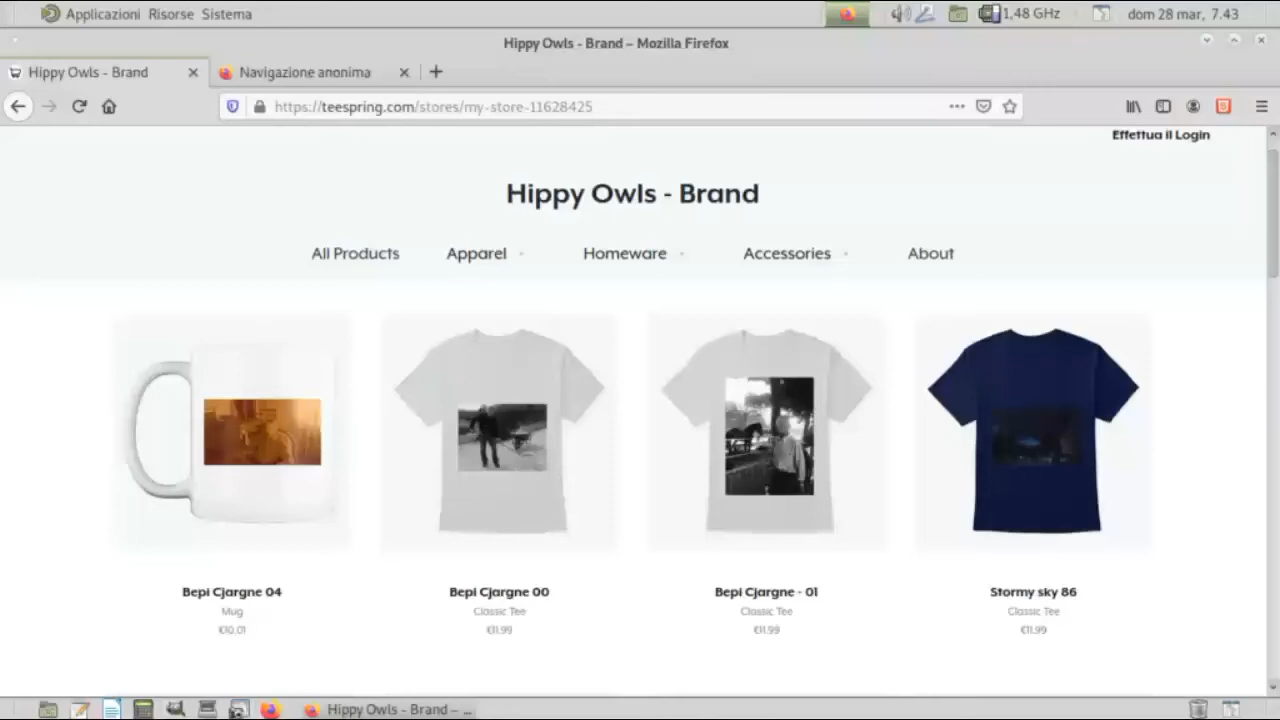 Applicazioni Risorse Sistema
1,48 GHz
dom 28 mar, 7.43
Hippy Owls - Brand – Mozilla Firefox
Hippy Owls - Brand
Navigazione anonima
https://teespring.com/stores/my-store-11628425
Effettua il Login
Hippy Owls - Brand
All Products Apparel Homeware Accessories About
Bepi Cjargne 04
Mug
€10.01
Bepi Cjargne 00
Classic Tee
€11.99
Bepi Cjargne - 01
Classic Tee
€11.99
Stormy sky 86
Classic Tee
€11.99
Hippy Owls - Brand – ...